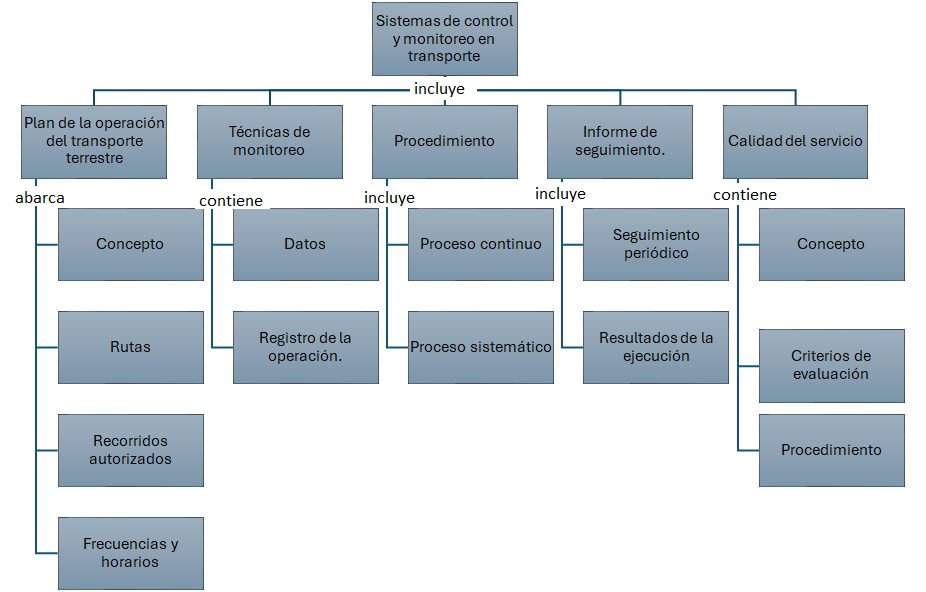 Sistemas de control
y monitoreo en
transporte
incluye
Plan de la operación
del transporte
terrestre
Técnicas de
monitoreo
Procedimiento
Informe de
seguimiento.
Calidad del servicio
abarca
contiene
incluye
incluye
contiene
Concepto
Datos
Proceso continuo
Seguimiento
periódico
Concepto
Rutas
Registro de la
operación.
Proceso sistemático
Resultados de la
ejecución
Criterios de
evaluación
Recorridos
autorizados
Procedimiento
Frecuencias y
horarios